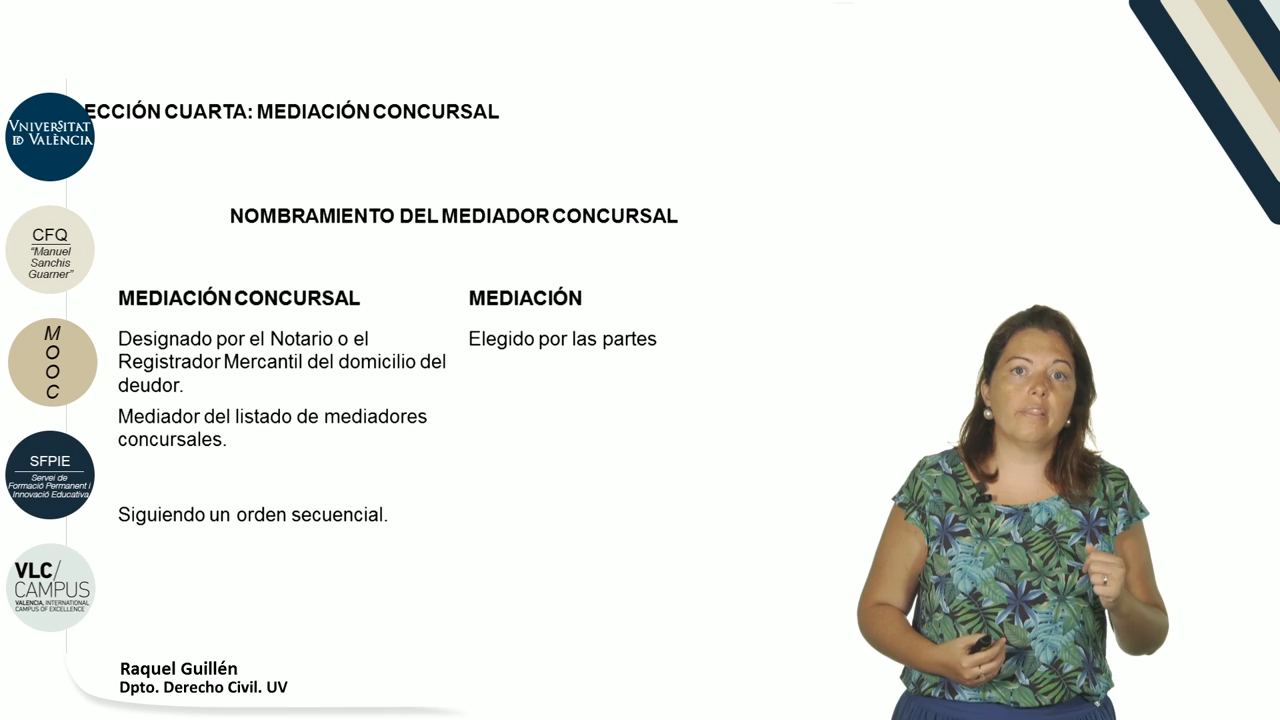 ECCIÓN CUARTA: MEDIACIÓN CONCURSAL
VNIVERSITAT
DE VALÈNCIA
NOMBRAMIENTO DEL MEDIADOR CONCURSAL
CFQ
"Manuel
Sanchis
Guarner"
MEDIACIÓN CONCURSAL
Designado por el Notario o el
Registrador Mercantil del domicilio del
deudor.
Mediador del listado de mediadores
concursales.
Siguiendo un orden secuencial.
MEDIACIÓN
Elegido por las partes
M
O
O
C
SFPIE
Servei de
Formació Permanent i
Innovació Educativa
VLC/
CAMPUS
VALENCIA, INTERNATIONAL
CAMPUS OF EXCELLENCE
Raquel Guillén
Dpto. Derecho Civil. UV